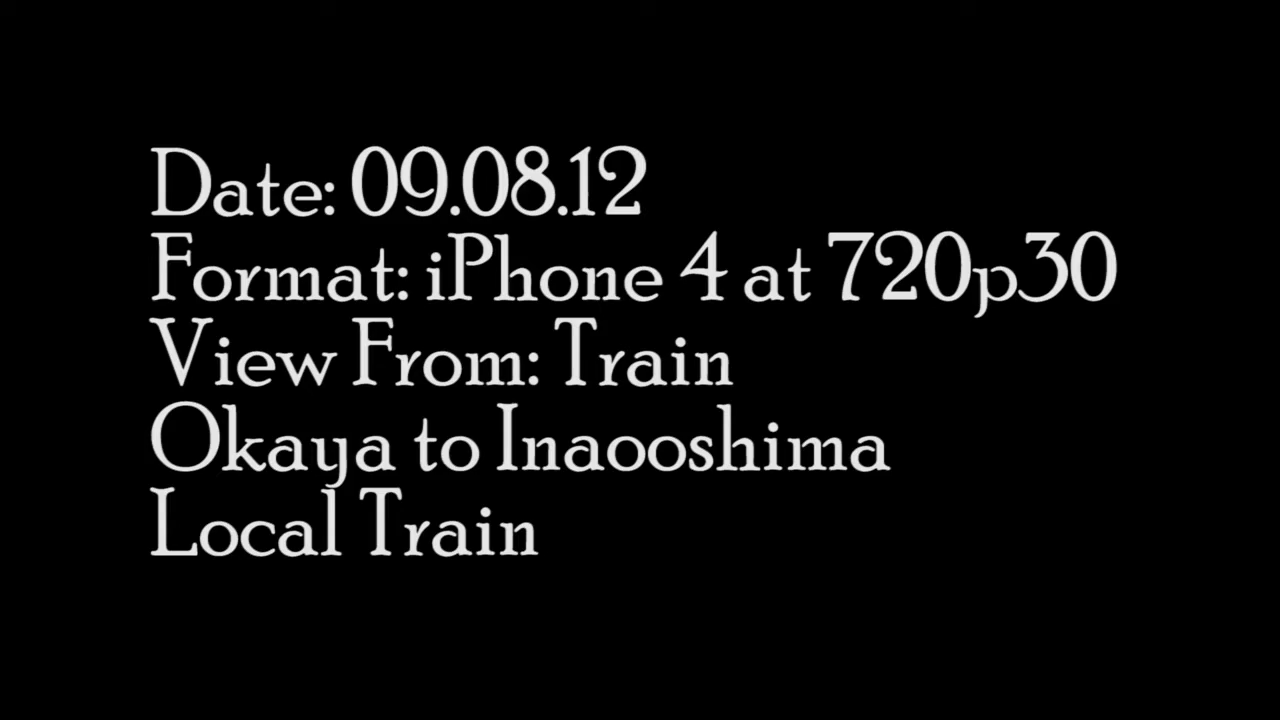 Date: 09.08.12
Format: iPhone 4 at 720p30
View From: Train
Okaya to Inaooshima
Local Train